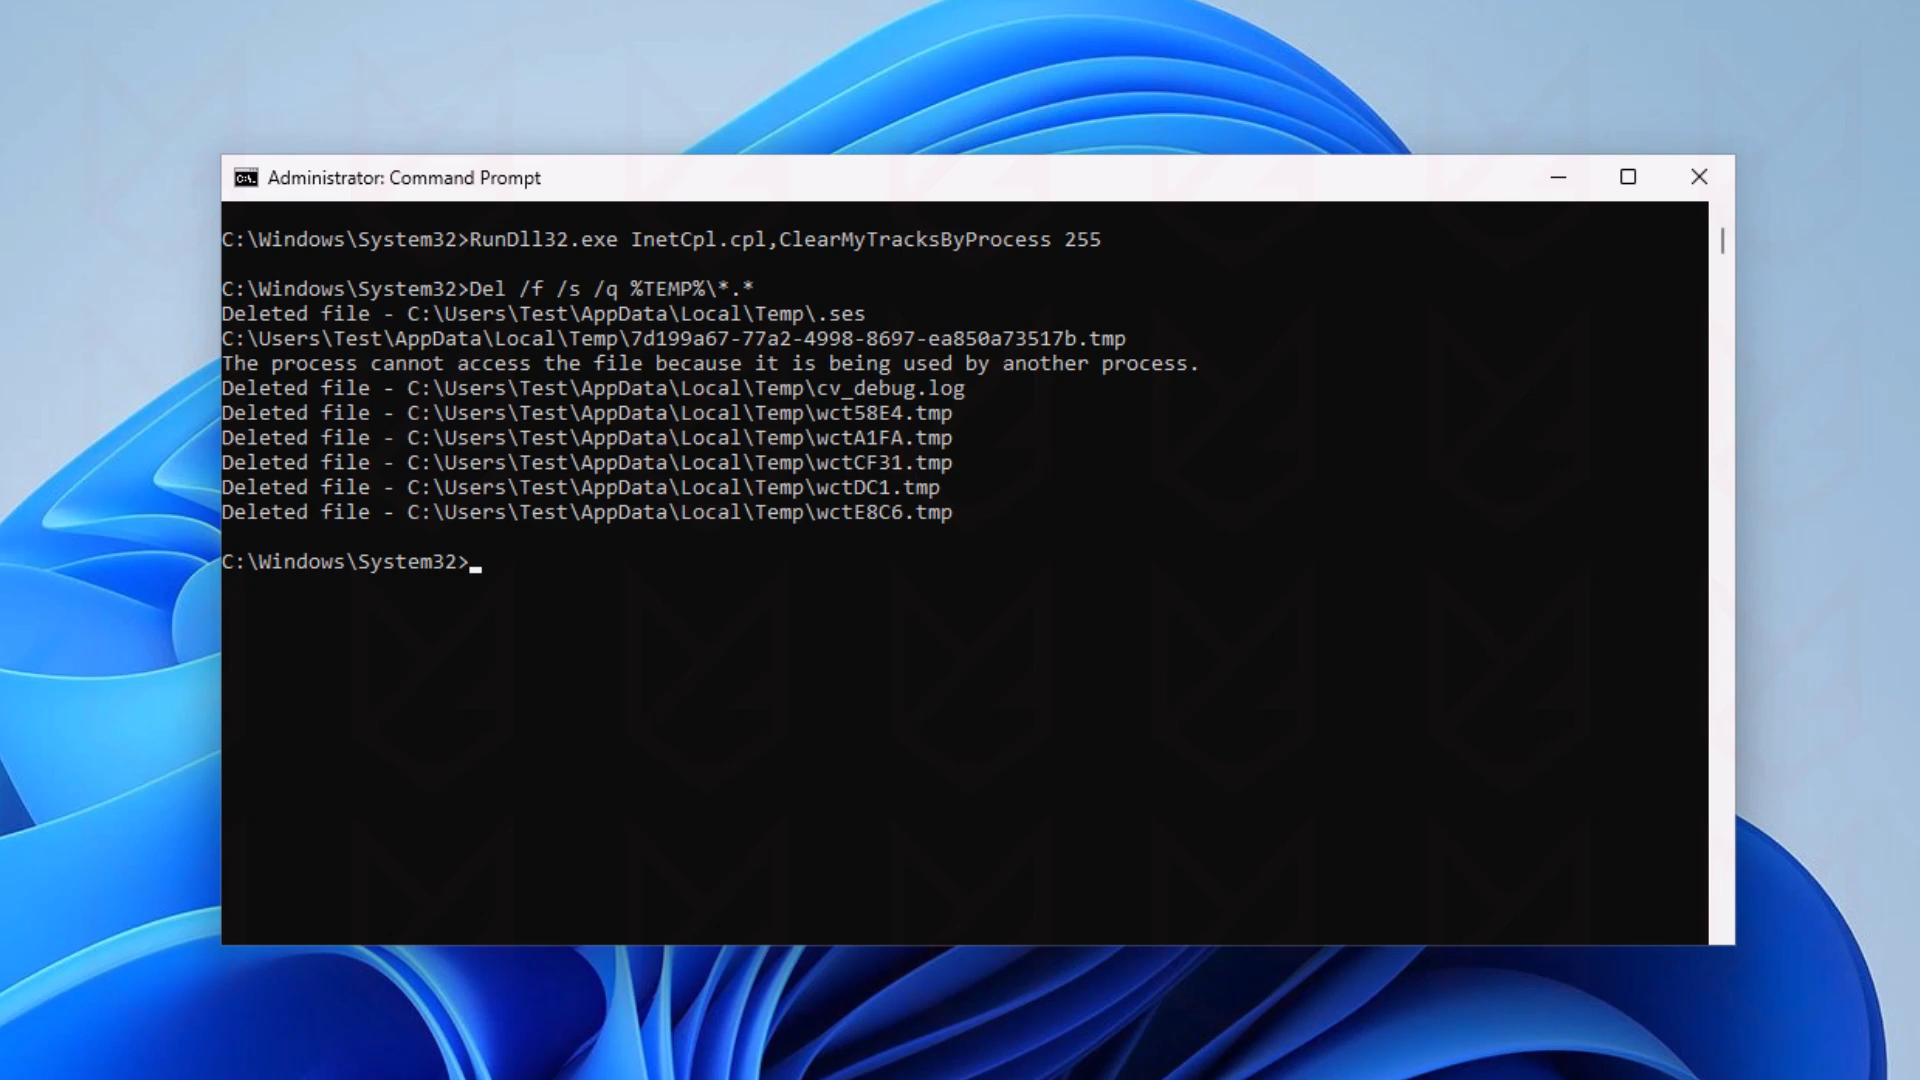 Administrator: Command Prompt
C:\Windows\System32>RunDll32.exe InetCpl.cpl,ClearMyTracksByProcess 255
C:\Windows\System32>Del /f /s /q %TEMP%\*.*
Deleted file - C:\Users\Test\AppData\Local\Temp\.ses
C:\Users\Test\AppData\Local\Temp\7d199a67-77a2-4998-8697-ea850a73517b.tmp
The process cannot access the file because it is being used by another process.
Deleted file - C:\Users\Test\AppData\Local\Temp\cv_debug.log
Deleted file - C:\Users\Test\AppData\Local\Temp\wct58E4.tmp
Deleted file - C:\Users\Test\AppData\Local\Temp\wctA1FA.tmp
Deleted file - C:\Users\Test\AppData\Local\Temp\wctCF31.tmp
Deleted file - C:\Users\Test\AppData\Local\Temp\wctDC1.tmp
Deleted file - C:\Users\Test\AppData\Local\Temp\wctE8C6.tmp
C:\Windows\System32>